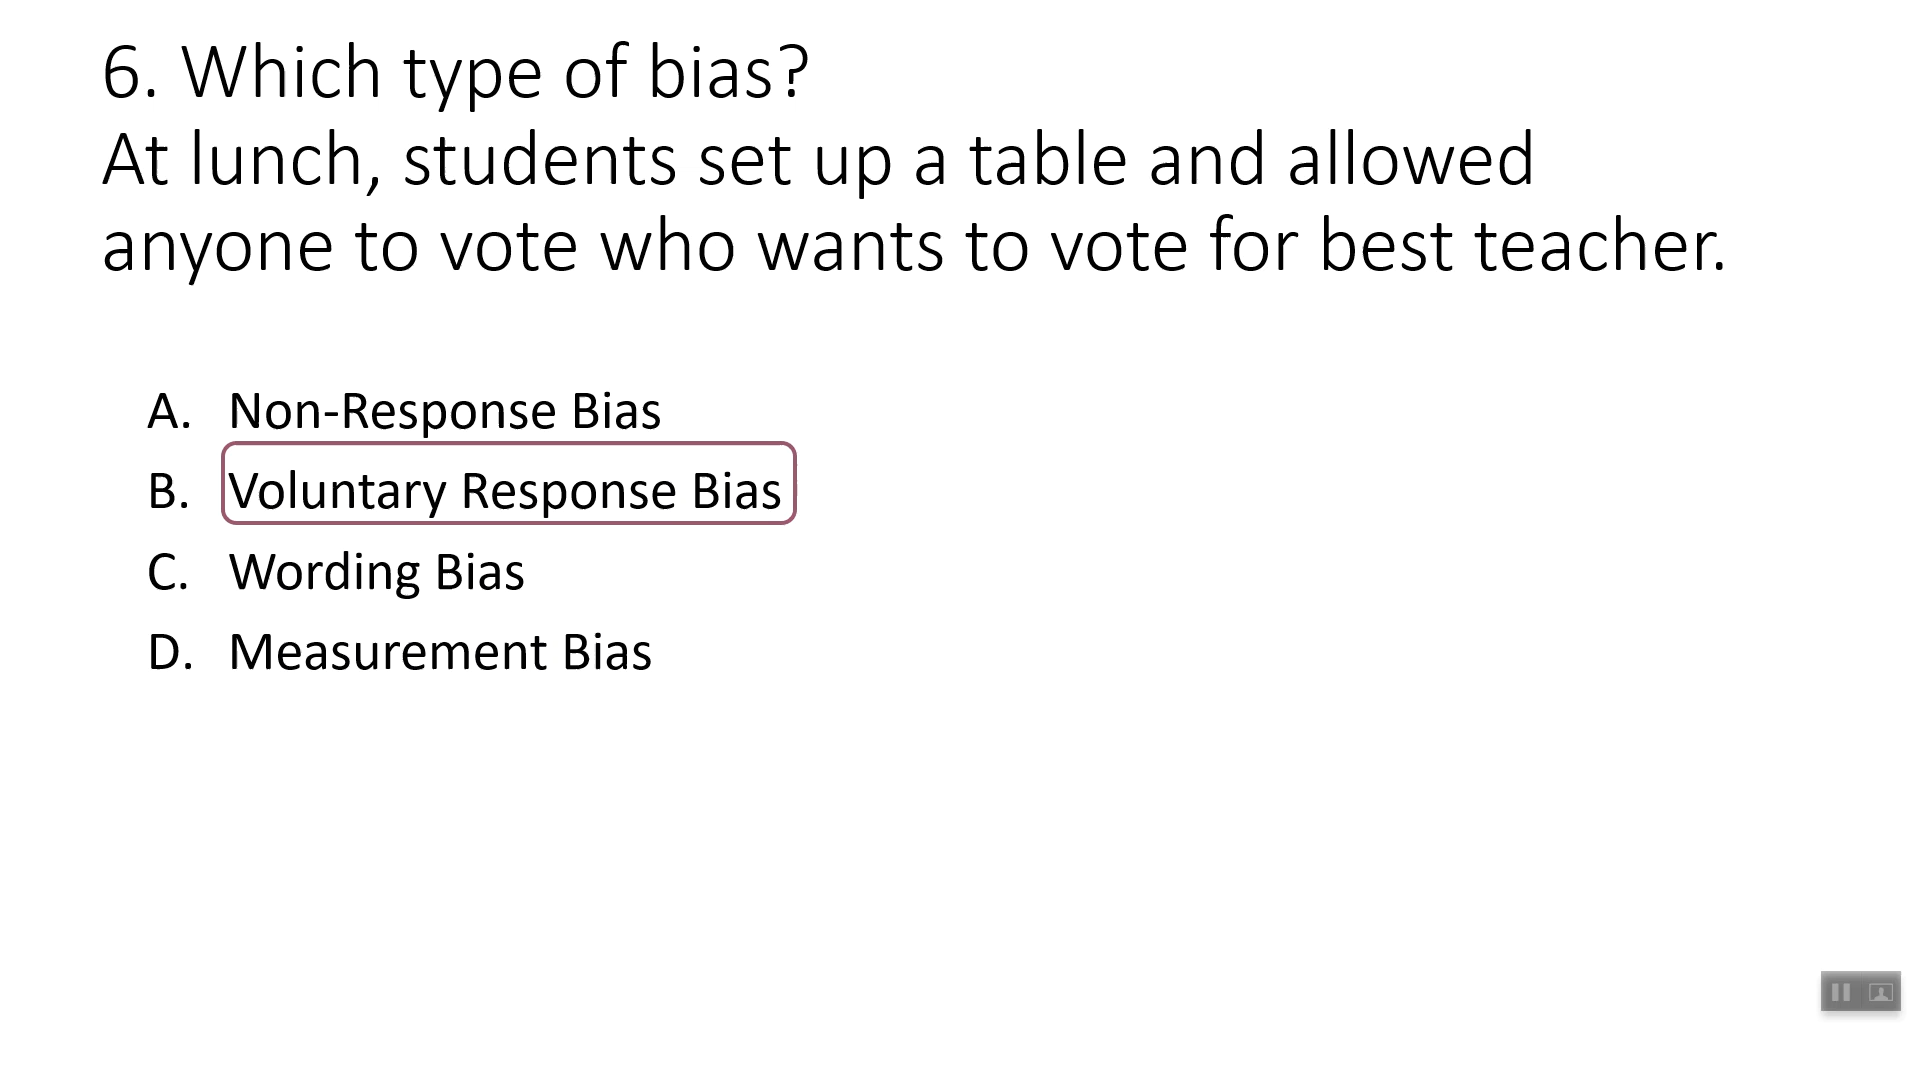 6. Which type of bias?
At lunch, students set up a table and allowed
anyone to vote who wants to vote for best teacher.
A. Non-Response Bias
B. Voluntary Response Bias
C. Wording Bias
D. Measurement Bias